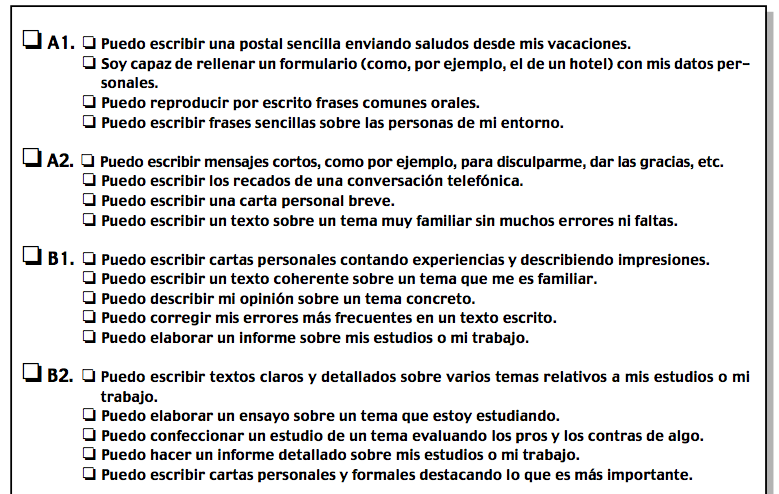 ❏ A1. ❏ Puedo escribir una postal sencilla enviando saludos desde mis vacaciones.
❏ Soy capaz de rellenar un formulario (como, por ejemplo, el de un hotel) con mis datos per-
sonales.
❏ Puedo reproducir por escrito frases comunes orales.
❏ Puedo escribir frases sencillas sobre las personas de mi entorno.
❏ A2. ❏ Puedo escribir mensajes cortos, como por ejemplo, para disculparme, dar las gracias, etc.
❏ Puedo escribir los recados de una conversación telefónica.
❏ Puedo escribir una carta personal breve.
❏ Puedo escribir un texto sobre un tema muy familiar sin muchos errores ni faltas.
❏ B1. ❏ Puedo escribir cartas personales contando experiencias y describiendo impresiones.
❏ Puedo escribir un texto coherente sobre un tema que me es familiar.
❏ Puedo describir mi opinión sobre un tema concreto.
❏ Puedo corregir mis errores más frecuentes en un texto escrito.
❏ Puedo elaborar un informe sobre mis estudios o mi trabajo.
❏ B2. ❏ Puedo escribir textos claros y detallados sobre varios temas relativos a mis estudios o mi
trabajo.
❏ Puedo elaborar un ensayo sobre un tema que estoy estudiando.
❏ Puedo confeccionar un estudio de un tema evaluando los pros y los contras de algo.
❏ Puedo hacer un informe detallado sobre mis estudios o mi trabajo.
❏ Puedo escribir cartas personales y formales destacando lo que es más importante.